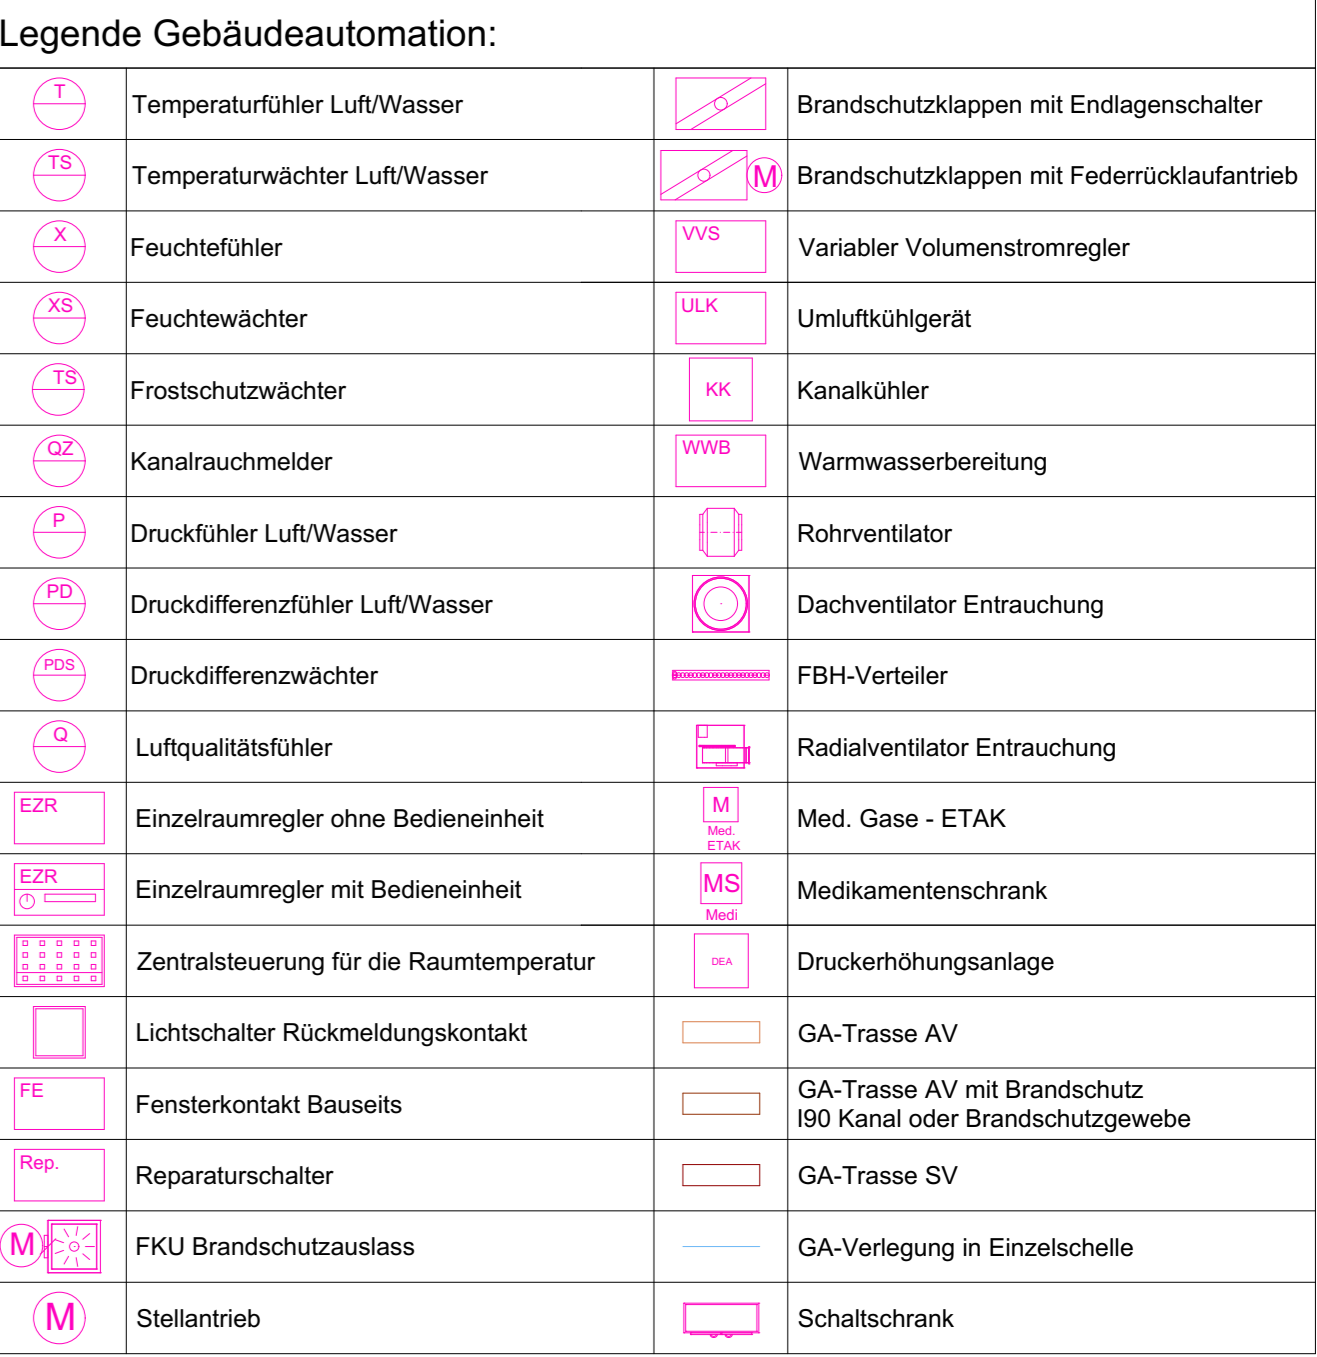 Legende Gebäudeautomation:
T Temperaturfühler Luft/Wasser
Brandschutzklappen mit Endlagenschalter
TS Temperaturwächter Luft/Wasser
M Brandschutzklappen mit Federrücklaufantrieb
X Feuchtefühler
VVS Variabler Volumenstromregler
XS Feuchtewächter
ULK Umluftkühlgerät
TS Frostschutzwächter
KK Kanalkühler
QZ Kanalrauchmelder
WWB Warmwasserbereitung
P Druckfühler Luft/Wasser
Rohrventilator
PD Druckdifferenzfühler Luft/Wasser
Dachventilator Entrauchung
PDS Druckdifferenzwächter
FBH-Verteiler
Q Luftqualitätsfühler
Radialventilator Entrauchung
EZR Einzelraumregler ohne Bedieneinheit
M
Med.
ETAK
Med. Gase - ETAK
EZR Einzelraumregler mit Bedieneinheit
MS
Medi
Medikamentenschrank
Zentralsteuerung für die Raumtemperatur
DEA Druckerhöhungsanlage
Lichtschalter Rückmeldungskontakt
GA-Trasse AV
FE Fensterkontakt Bauseits
GA-Trasse AV mit Brandschutz
I90 Kanal oder Brandschutzgewebe
Rep. Reparaturschalter
GA-Trasse SV
M FKU Brandschutzauslass
GA-Verlegung in Einzelschelle
M Stellantrieb
Schaltschrank